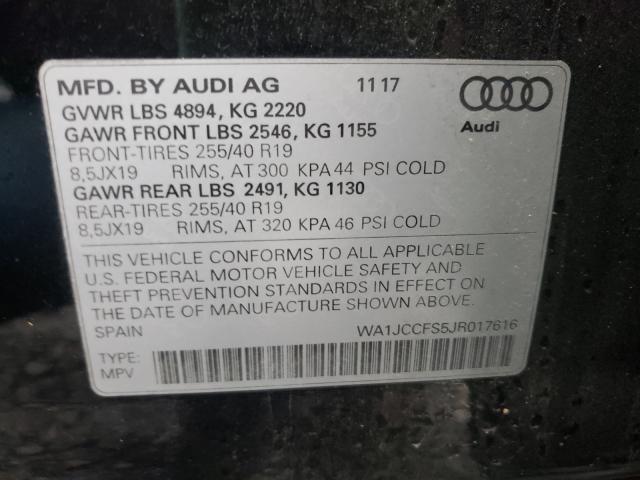 MFD. BY AUDI AG 11 17
GVWR LBS 4894, KG 2220
GAWR FRONT LBS 2546, KG 1155
Audi
FRONT-TIRES 255/40 R19
8,5JX19 RIMS, AT 300 KPA 44 PSI COLD
GAWR REAR LBS 2491, KG 1130
REAR-TIRES 255/40 R19
8,5JX19 RIMS, AT 320 KPA 46 PSI COLD
THIS VEHICLE CONFORMS TO ALL APPLICABLE
U.S. FEDERAL MOTOR VEHICLE SAFETY AND
THEFT PREVENTION STANDARDS IN EFFECT ON
THE DATE OF MANUFACTURE SHOWN ABOVE.
SPAIN WA1JCCFS5JR017616
TYPE:
MPV